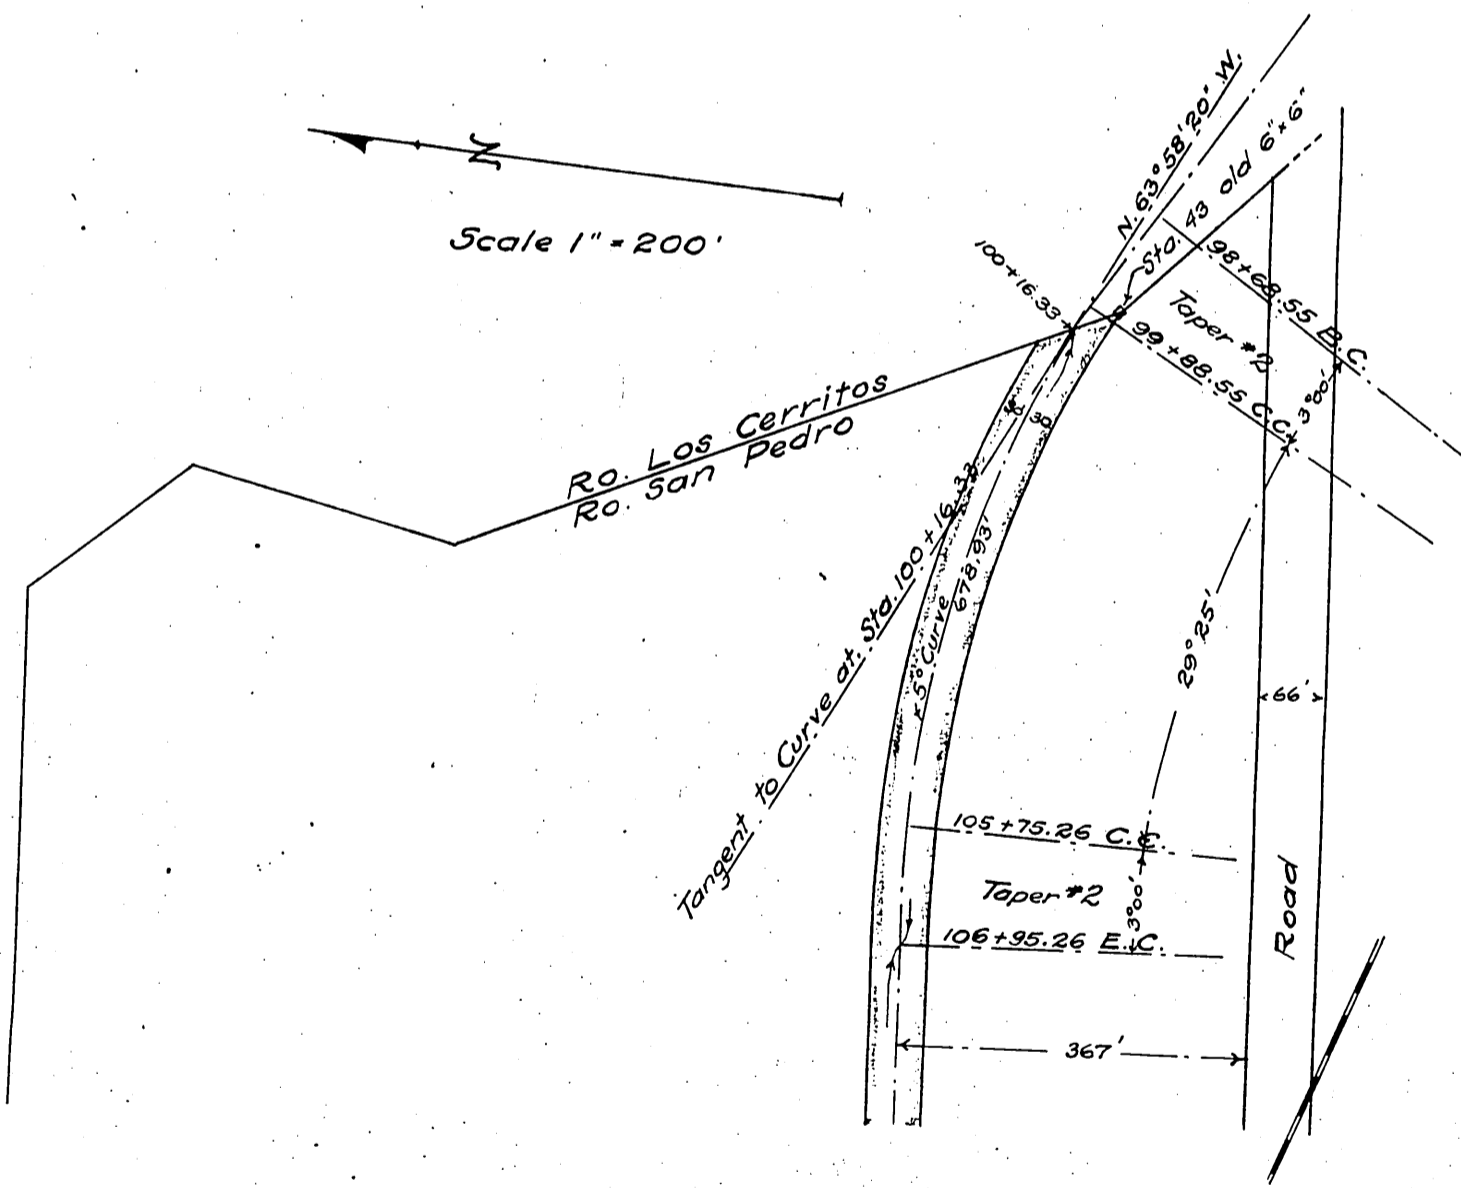 N
Scale 1" = 200'
N. 63° 58' 20" W.
Sta. 43 old 6" x 6"
100+16.33
98+68.55 B.C.
Taper #2
99+88.55 C.C.
3°00'
Ro. Los Cerritos
Ro. San Pedro
30
Tangent to Curve at Sta. 100+16.33
5° Curve
678.93'
29° 25'
66'
105+75.26 C.C.
Taper #2
3°00'
106+95.26 E.C.
Road
367'